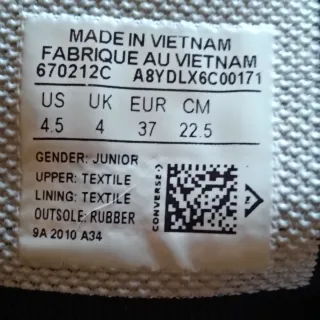 MADE IN VIETNAM
FABRIQUE AU VIETNAM
670212C A8YDLX6C00171
US UK EUR CM
4.5 4 37 22.5
GENDER: JUNIOR
UPPER: TEXTILE
LINING: TEXTILE
OUTSOLE: RUBBER
9A 2010 A34
CONVERSE